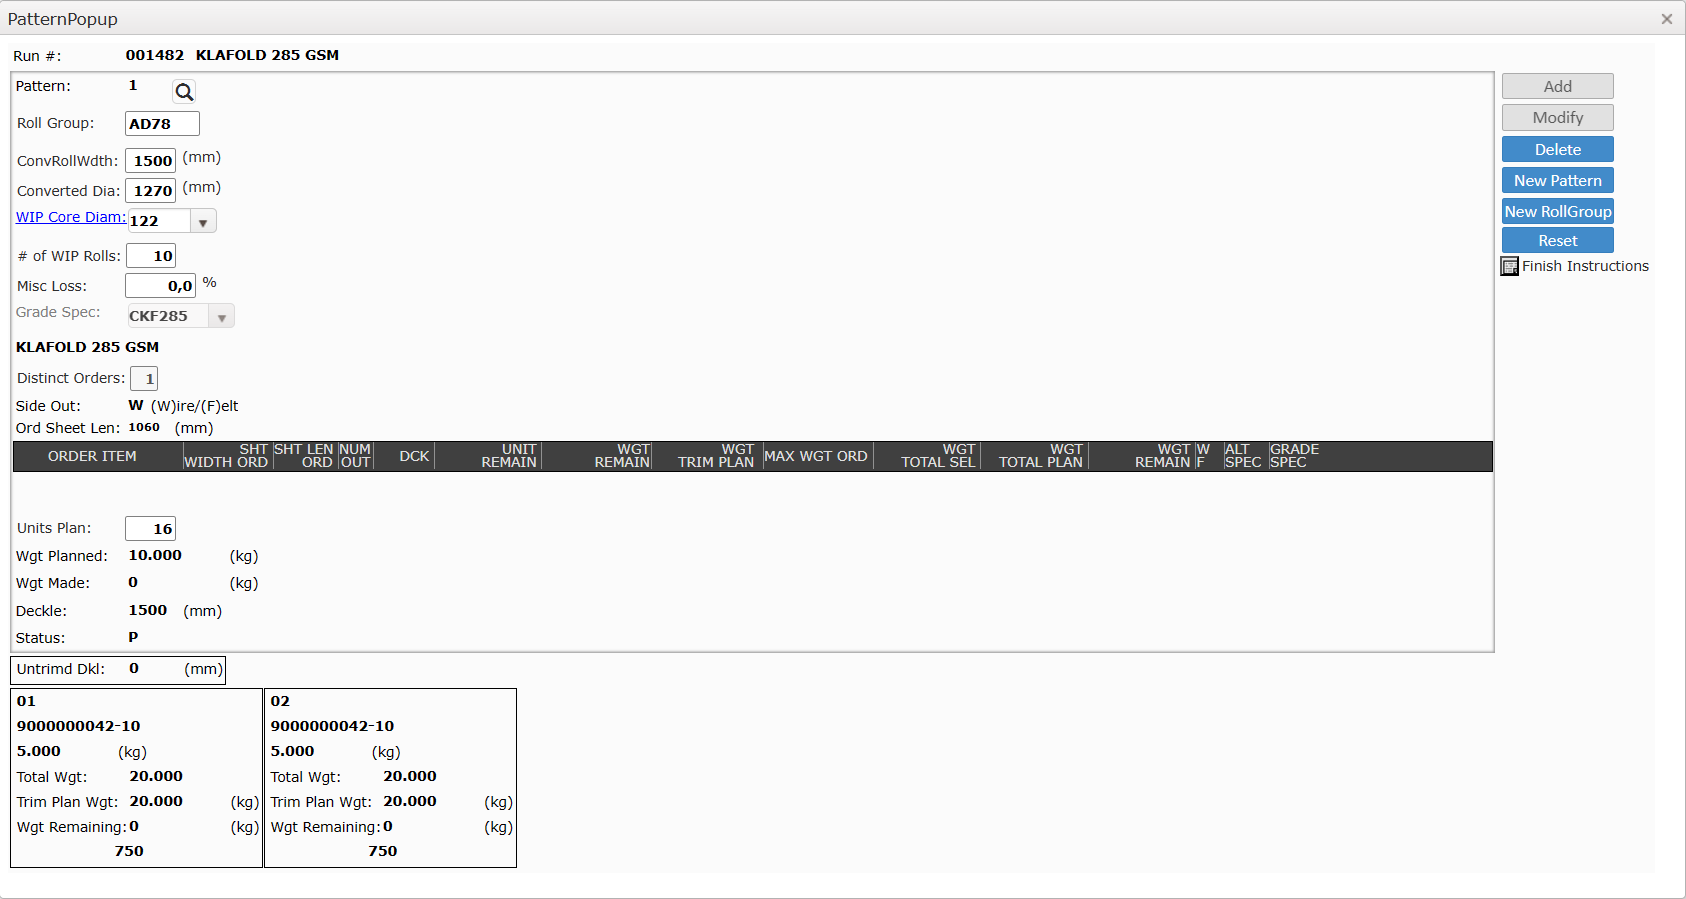 PatternPopup ×
Run #: 001482 KLAFOLD 285 GSM
Pattern: 1
Add
Roll Group: AD78
Modify
ConvRollWdth: 1500 (mm)
Delete
Converted Dia: 1270 (mm)
New Pattern
WIP Core Diam: 122
New RollGroup
# of WIP Rolls: 10
Reset
Misc Loss: 0,0 %
Finish Instructions
Grade Spec: CKF285
KLAFOLD 285 GSM
Distinct Orders: 1
Side Out: W (W)ire/(F)elt
Ord Sheet Len: 1060 (mm)
ORDER ITEM SHT WIDTH ORD SHT LEN ORD NUM OUT DCK UNIT REMAIN WGT REMAIN WGT TRIM PLAN MAX WGT ORD WGT TOTAL SEL WGT TOTAL PLAN WGT REMAIN W F ALT SPEC GRADE SPEC
Units Plan: 16
Wgt Planned: 10.000 (kg)
Wgt Made: 0 (kg)
Deckle: 1500 (mm)
Status: P
Untrimd Dkl: 0 (mm)
01
9000000042-10
5.000 (kg)
Total Wgt: 20.000
Trim Plan Wgt: 20.000 (kg)
Wgt Remaining: 0 (kg)
750
02
9000000042-10
5.000 (kg)
Total Wgt: 20.000
Trim Plan Wgt: 20.000 (kg)
Wgt Remaining: 0 (kg)
750